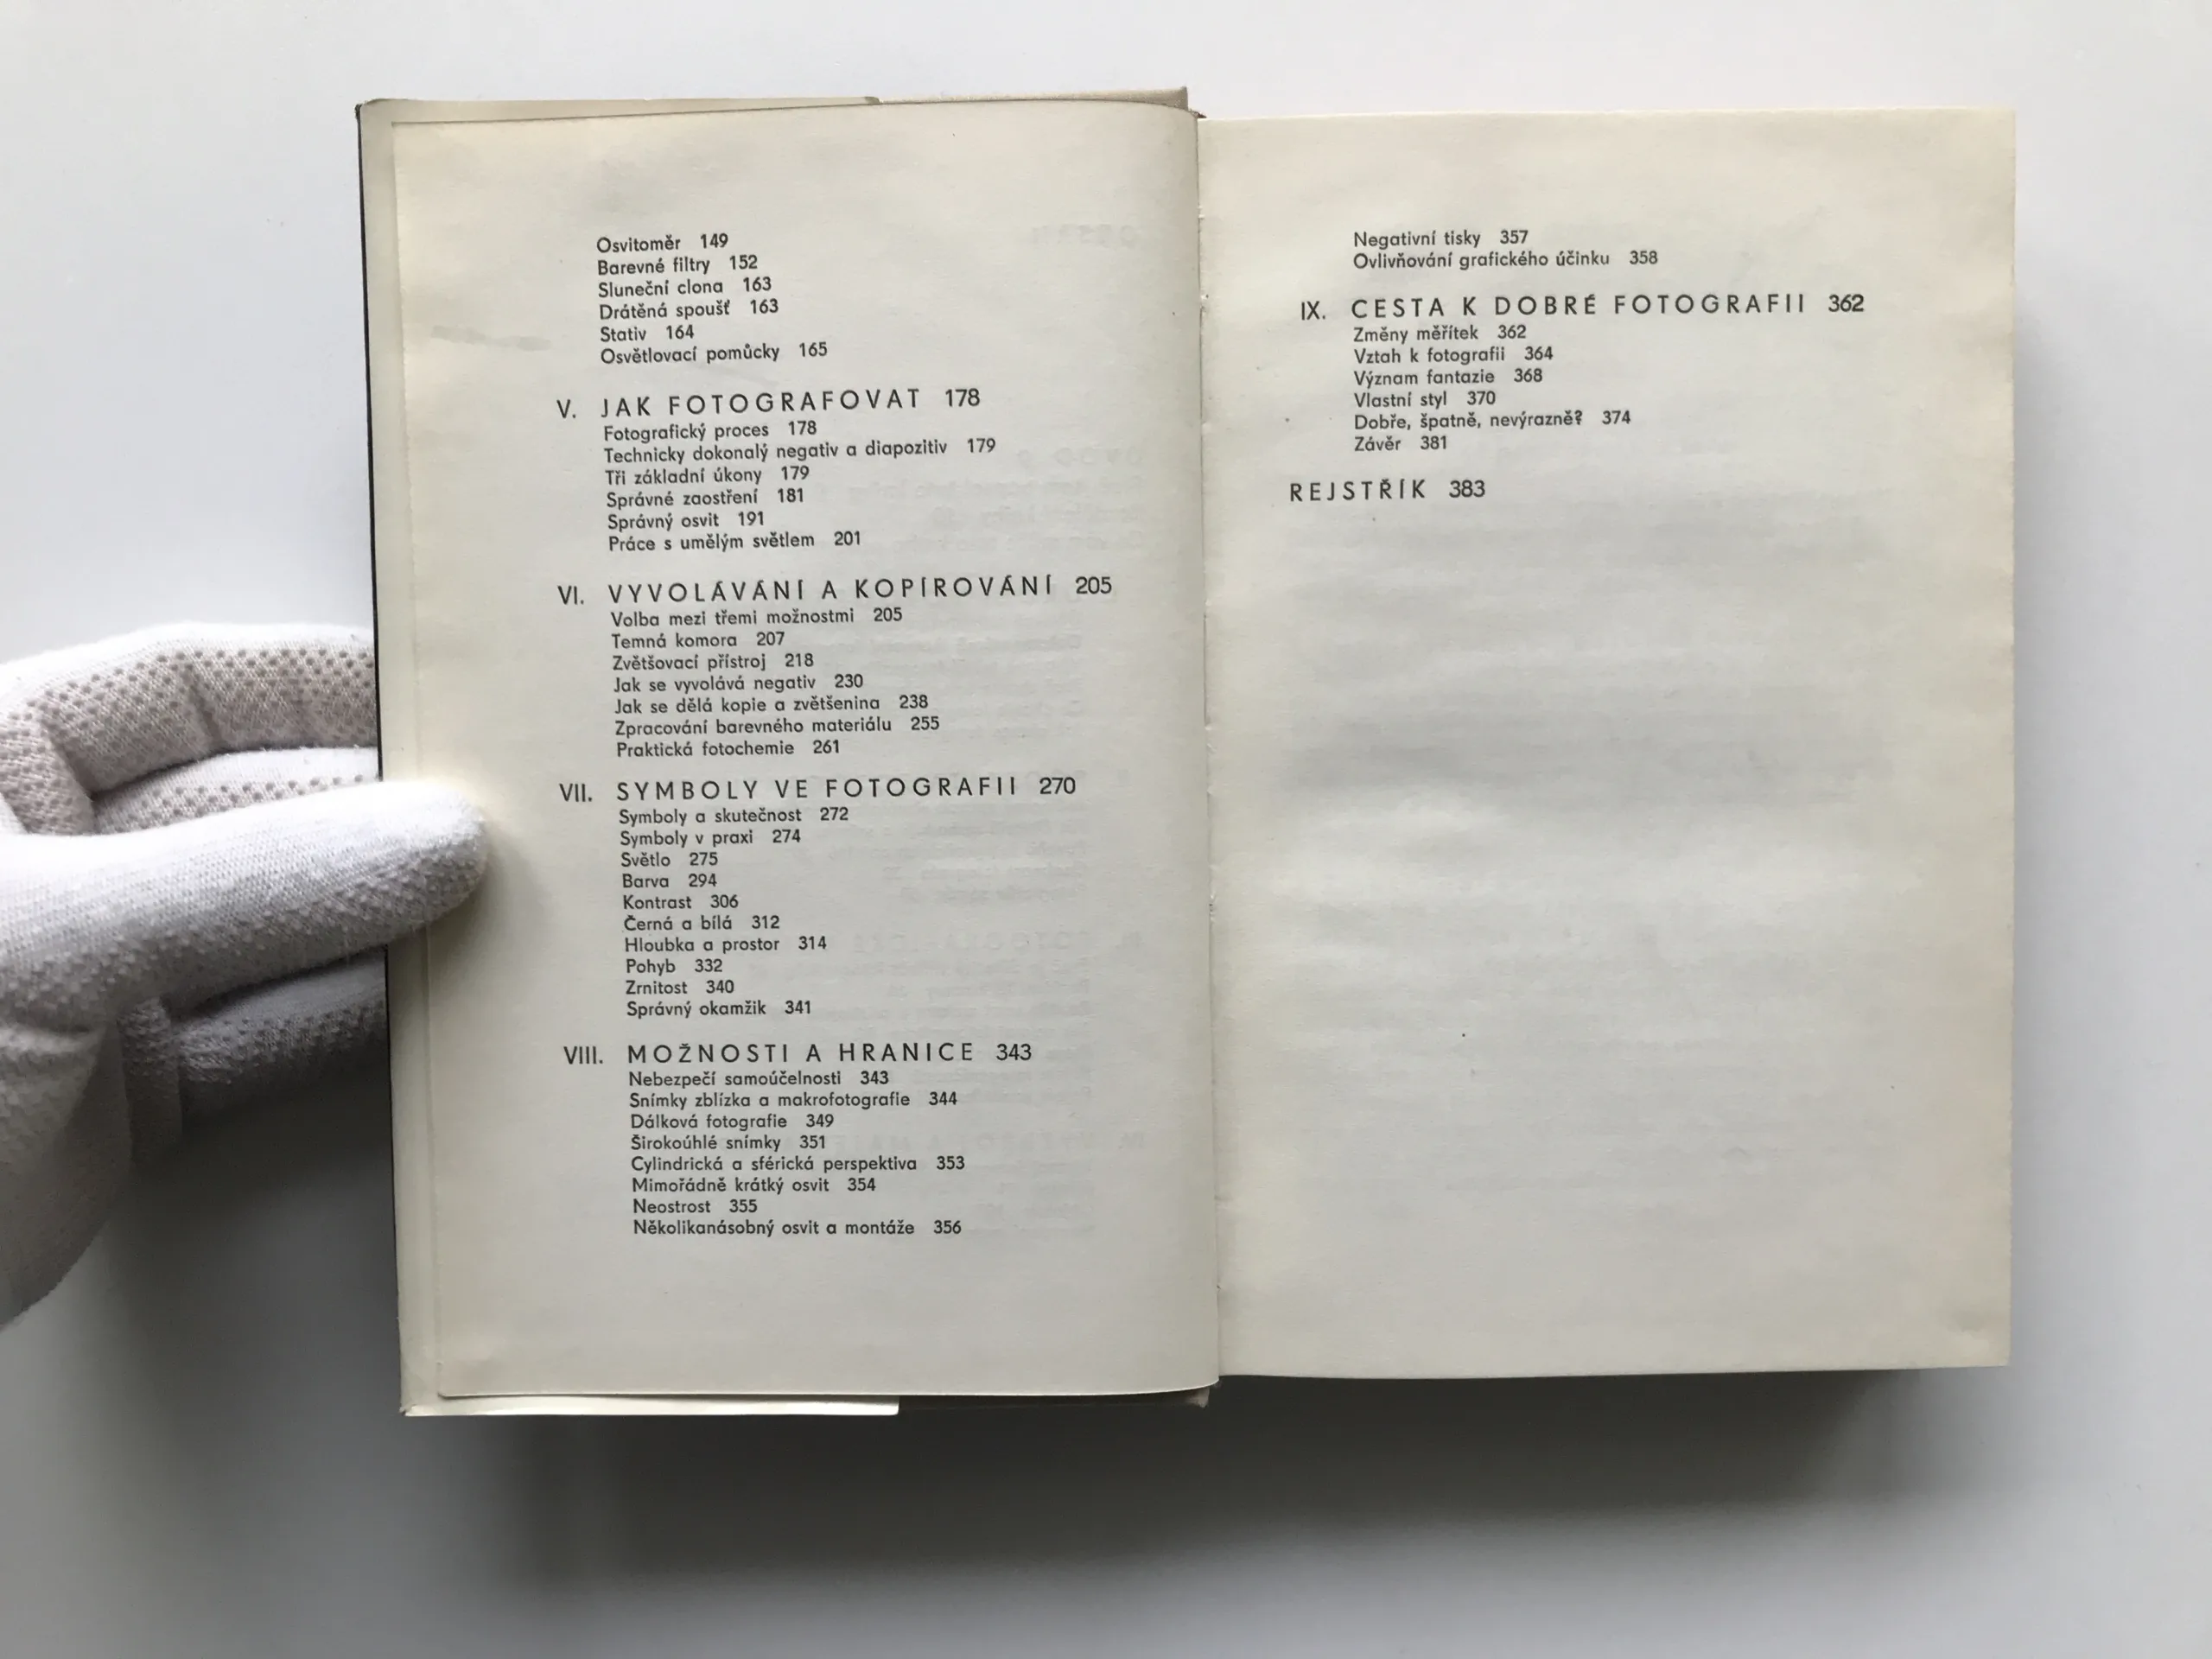 Osvitoměr 149
Barevné filtry 152
Sluneční clona 163
Drátěná spoušť 163
Stativ 164
Osvětlovací pomůcky 165
V. JAK FOTOGRAFOVAT 178
Fotografický proces 178
Technicky dokonalý negativ a diapozitiv 179
Tři základní úkony 179
Správné zaostření 181
Správný osvit 191
Práce s umělým světlem 201
VI. VYVOLÁVÁNÍ A KOPÍROVÁNÍ 205
Volba mezi třemi možnostmi 205
Temná komora 207
Zvětšovací přístroj 218
Jak se vyvolává negativ 230
Jak se dělá kopie a zvětšenina 238
Zpracování barevného materiálu 255
Praktická fotochemie 261
VII. SYMBOLY VE FOTOGRAFII 270
Symboly a skutečnost 272
Symboly v praxi 274
Světlo 275
Barva 294
Kontrast 306
Černá a bílá 312
Hloubka a prostor 314
Pohyb 332
Zrnitost 340
Správný okamžik 341
VIII. MOŽNOSTI A HRANICE 343
Nebezpečí samoúčelnosti 343
Snímky zblízka a makrofotografie 344
Dálková fotografie 349
Širokoúhlé snímky 351
Cylindrická a sférická perspektiva 353
Mimořádně krátký osvit 354
Neostrost 355
Několikanásobný osvit a montáže 356
Negativní tisky 357
Ovlivňování grafického účinku 358
IX. CESTA K DOBRÉ FOTOGRAFII 362
Změny měřítek 362
Vztah k fotografii 364
Význam fantazie 368
Vlastní styl 370
Dobře, špatně, nevýrazně? 374
Závěr 381
REJSTŘÍK 383